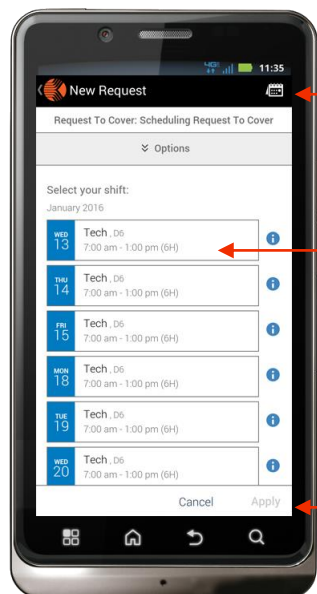 4G 11:35
New Request
Request To Cover: Scheduling Request To Cover
Options
Select your shift:
January 2016
WED
13
Tech , D6
7:00 am - 1:00 pm (6H)
THU
14
Tech , D6
7:00 am - 1:00 pm (6H)
FRI
15
Tech , D6
7:00 am - 1:00 pm (6H)
MON
18
Tech , D6
7:00 am - 1:00 pm (6H)
TUE
19
Tech , D6
7:00 am - 1:00 pm (6H)
WED
20
Tech , D6
7:00 am - 1:00 pm (6H)
Cancel Apply